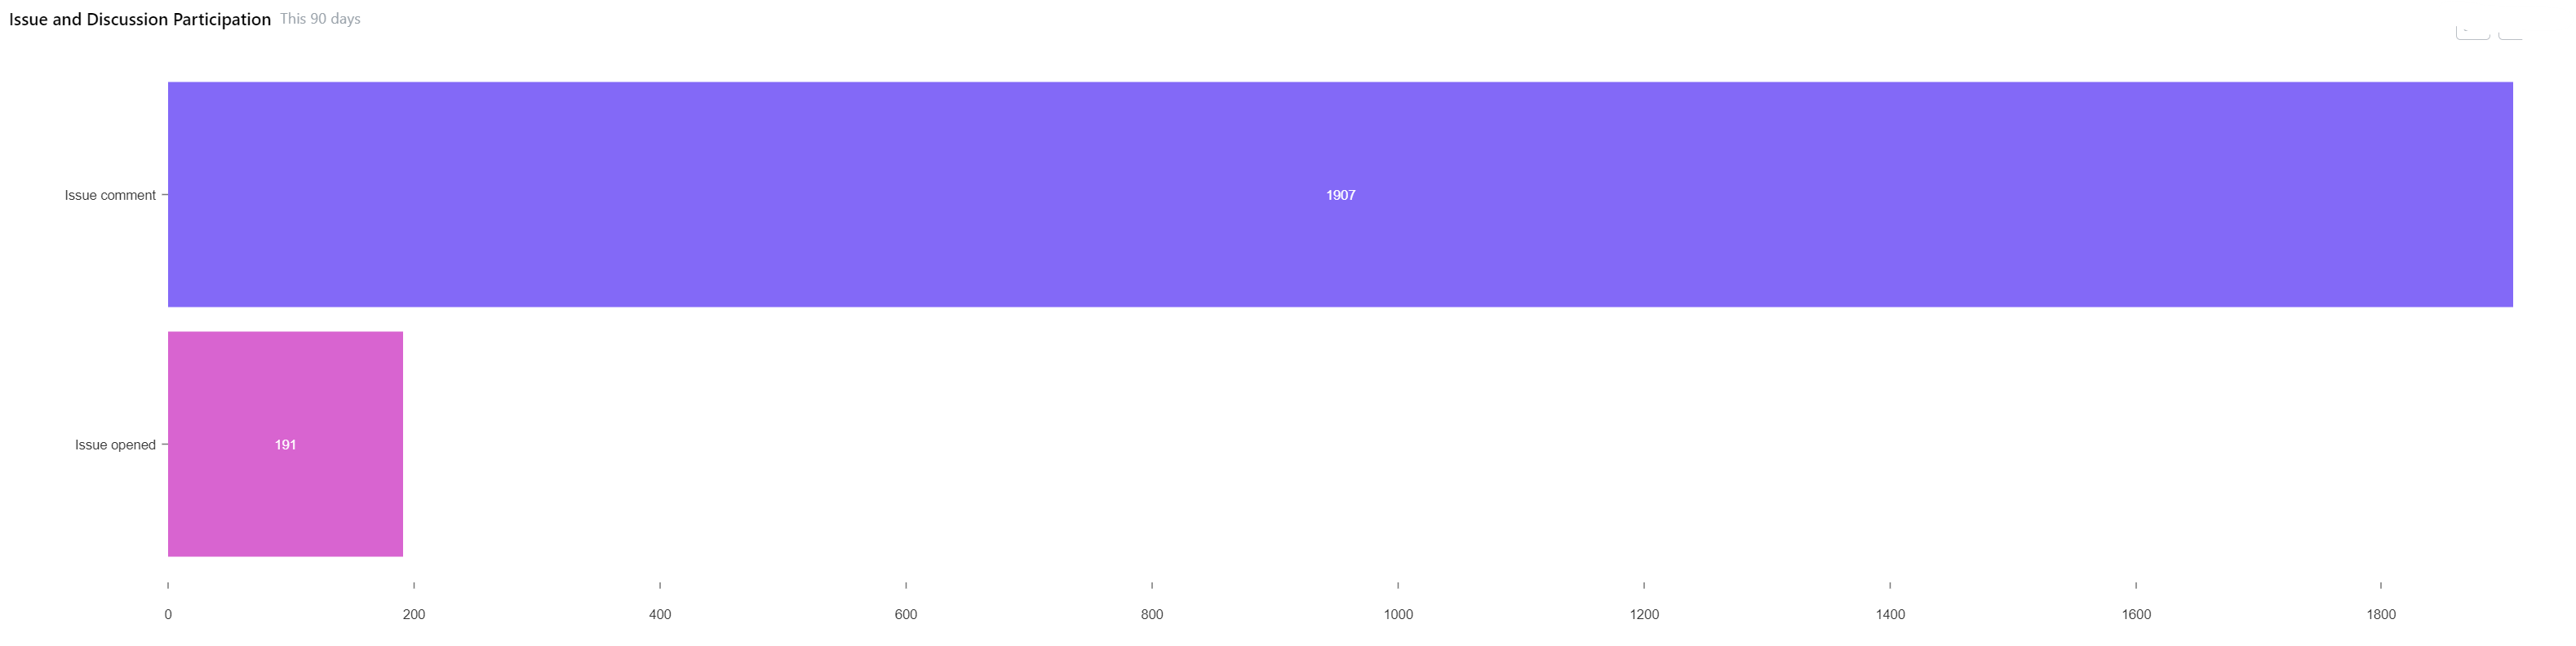 Issue and Discussion Participation This 90 days
Issue comment 1907
Issue opened 191
0 200 400 600 800 1000 1200 1400 1600 1800